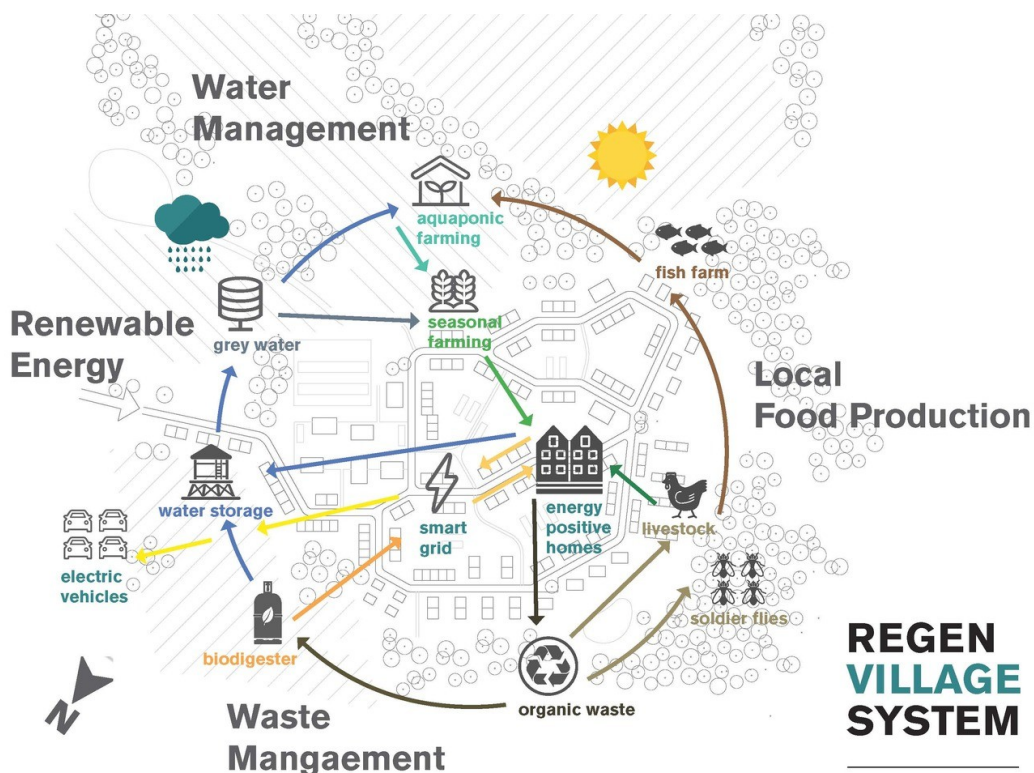 Water
Management
aquaponic
farming
fish farm
seasonal
farming
grey water
Renewable
Energy
Local
Food Production
water storage
smart
grid
energy
positive
homes
livestock
electric
vehicles
soldier flies
biodigester
organic waste
N
Waste
Mangaement
REGEN
VILLAGE
SYSTEM